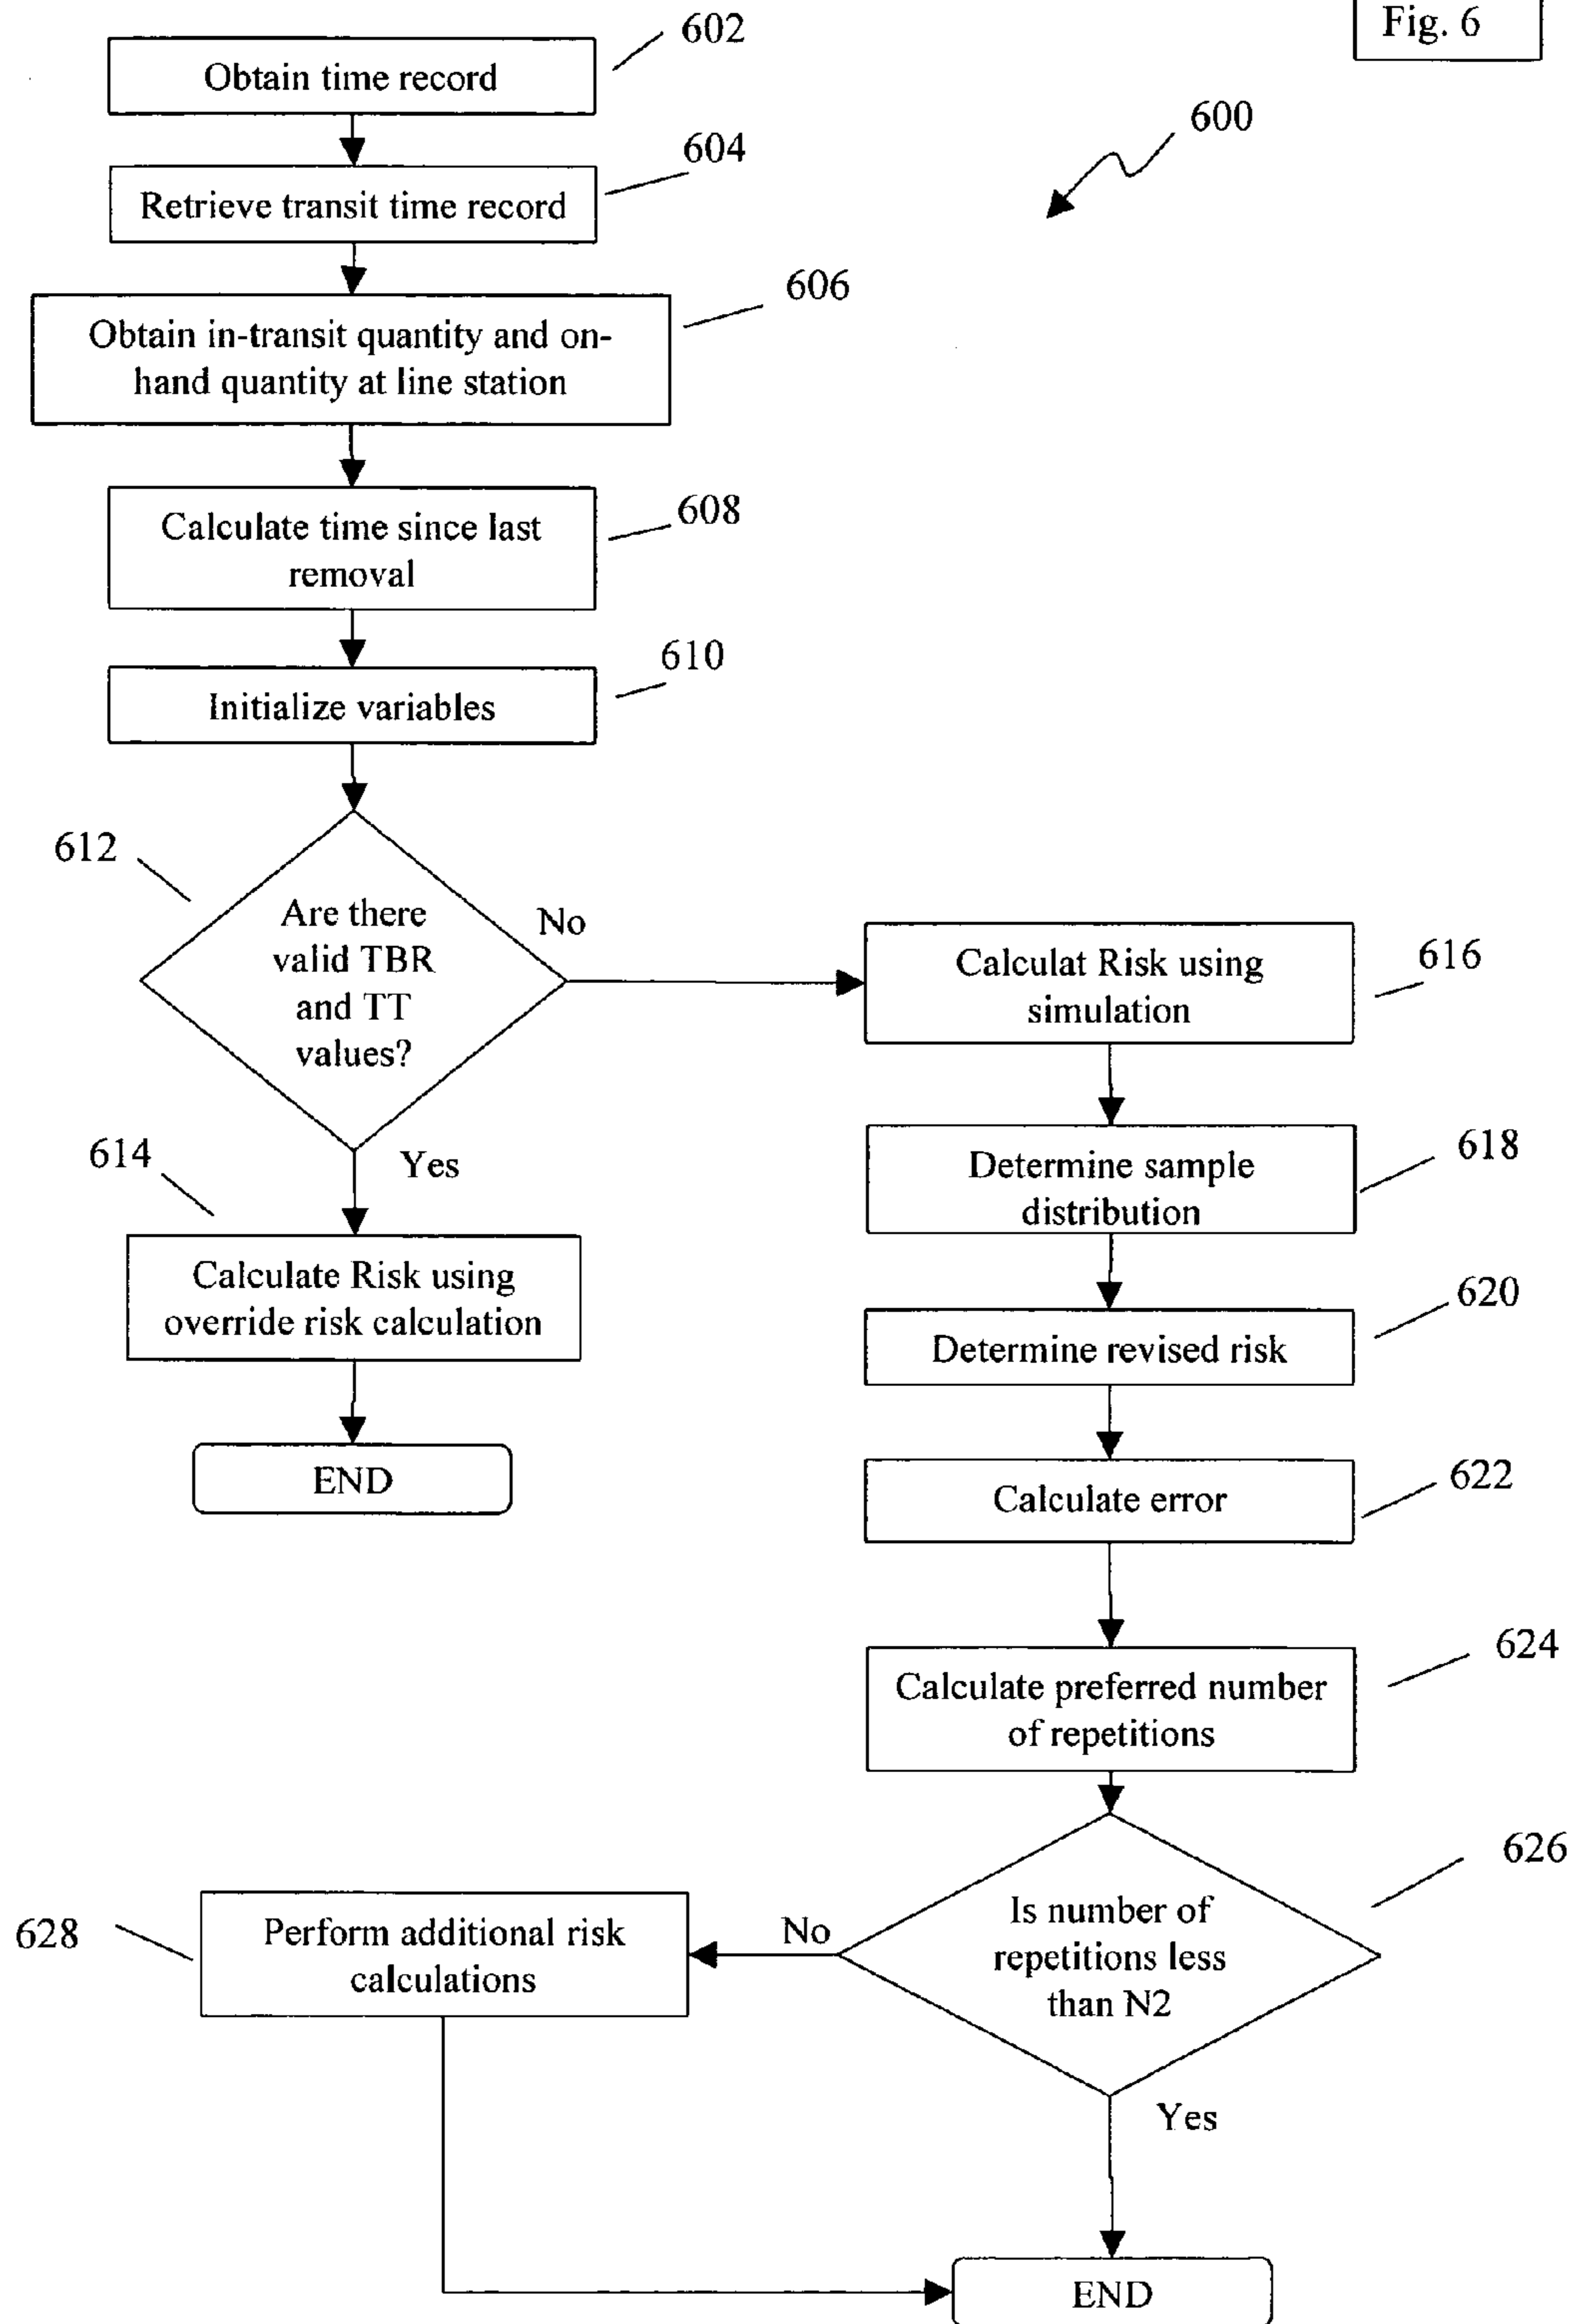 Fig. 6
600
602
Obtain time record
604
Retrieve transit time record
606
Obtain in-transit quantity and on-
hand quantity at line station
608
Calculate time since last
removal
610
Initialize variables
612
Are there
valid TBR
and TT
values?
No
Yes
614
Calculate Risk using
override risk calculation
END
616
Calculat Risk using
simulation
618
Determine sample
distribution
620
Determine revised risk
622
Calculate error
624
Calculate preferred number
of repetitions
626
Is number of
repetitions less
than N2
No
Yes
628
Perform additional risk
calculations
END